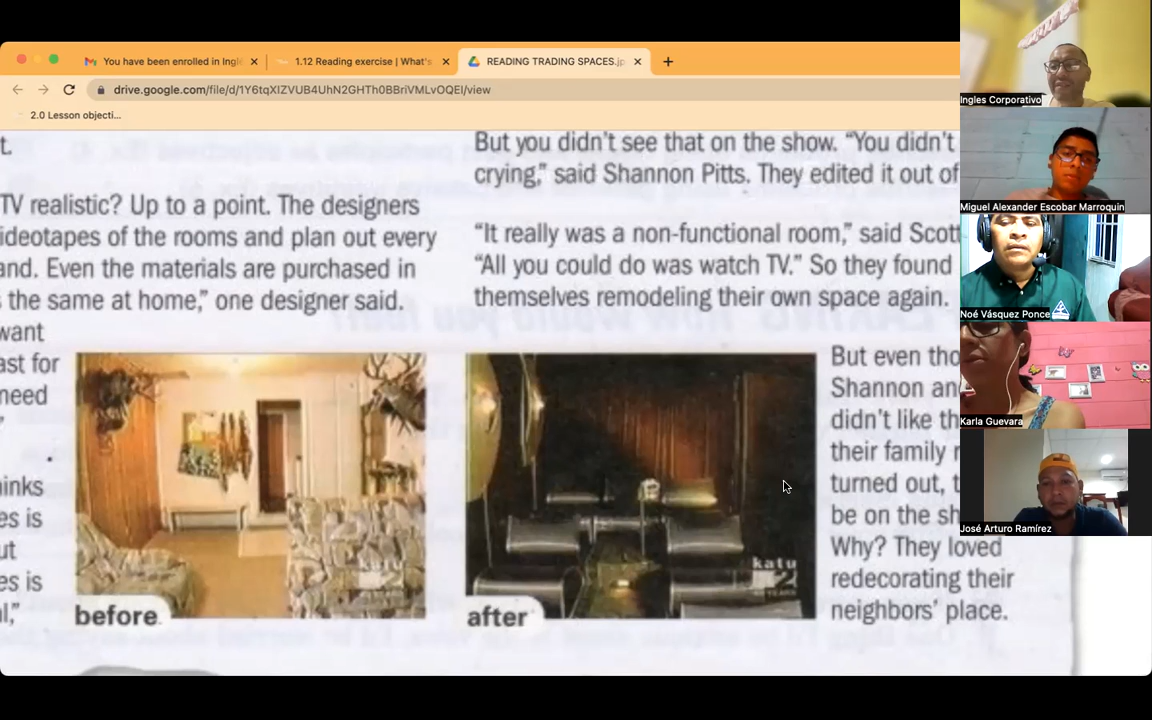 You have been enrolled in Inglé
1.12 Reading exercise | What's
READING TRADING SPACES.jp
drive.google.com/file/d/1Y6tqXIZVUB4UhN2GHTh0BBriVMLvOQEI/view
2.0 Lesson objecti...
t.
TV realistic? Up to a point. The designers
ideotapes of the rooms and plan out every
and. Even the materials are purchased in
s the same at home,” one designer said.
want
ast for
need
”
inks
es is
ut
es is
al,”
before
But you didn’t see that on the show. “You didn’t
crying,” said Shannon Pitts. They edited it out of
“It really was a non-functional room,” said Scott
“All you could do was watch TV.” So they found
themselves remodeling their own space again.
katu
2
after
katu
2
YEARS
But even tho
Shannon an
didn’t like th
their family r
turned out, t
be on the sh
Why? They loved
redecorating their
neighbors’ place.
Ingles Corporativo
Miguel Alexander Escobar Marroquin
Noé Vásquez Ponce
Karla Guevara
José Arturo Ramírez